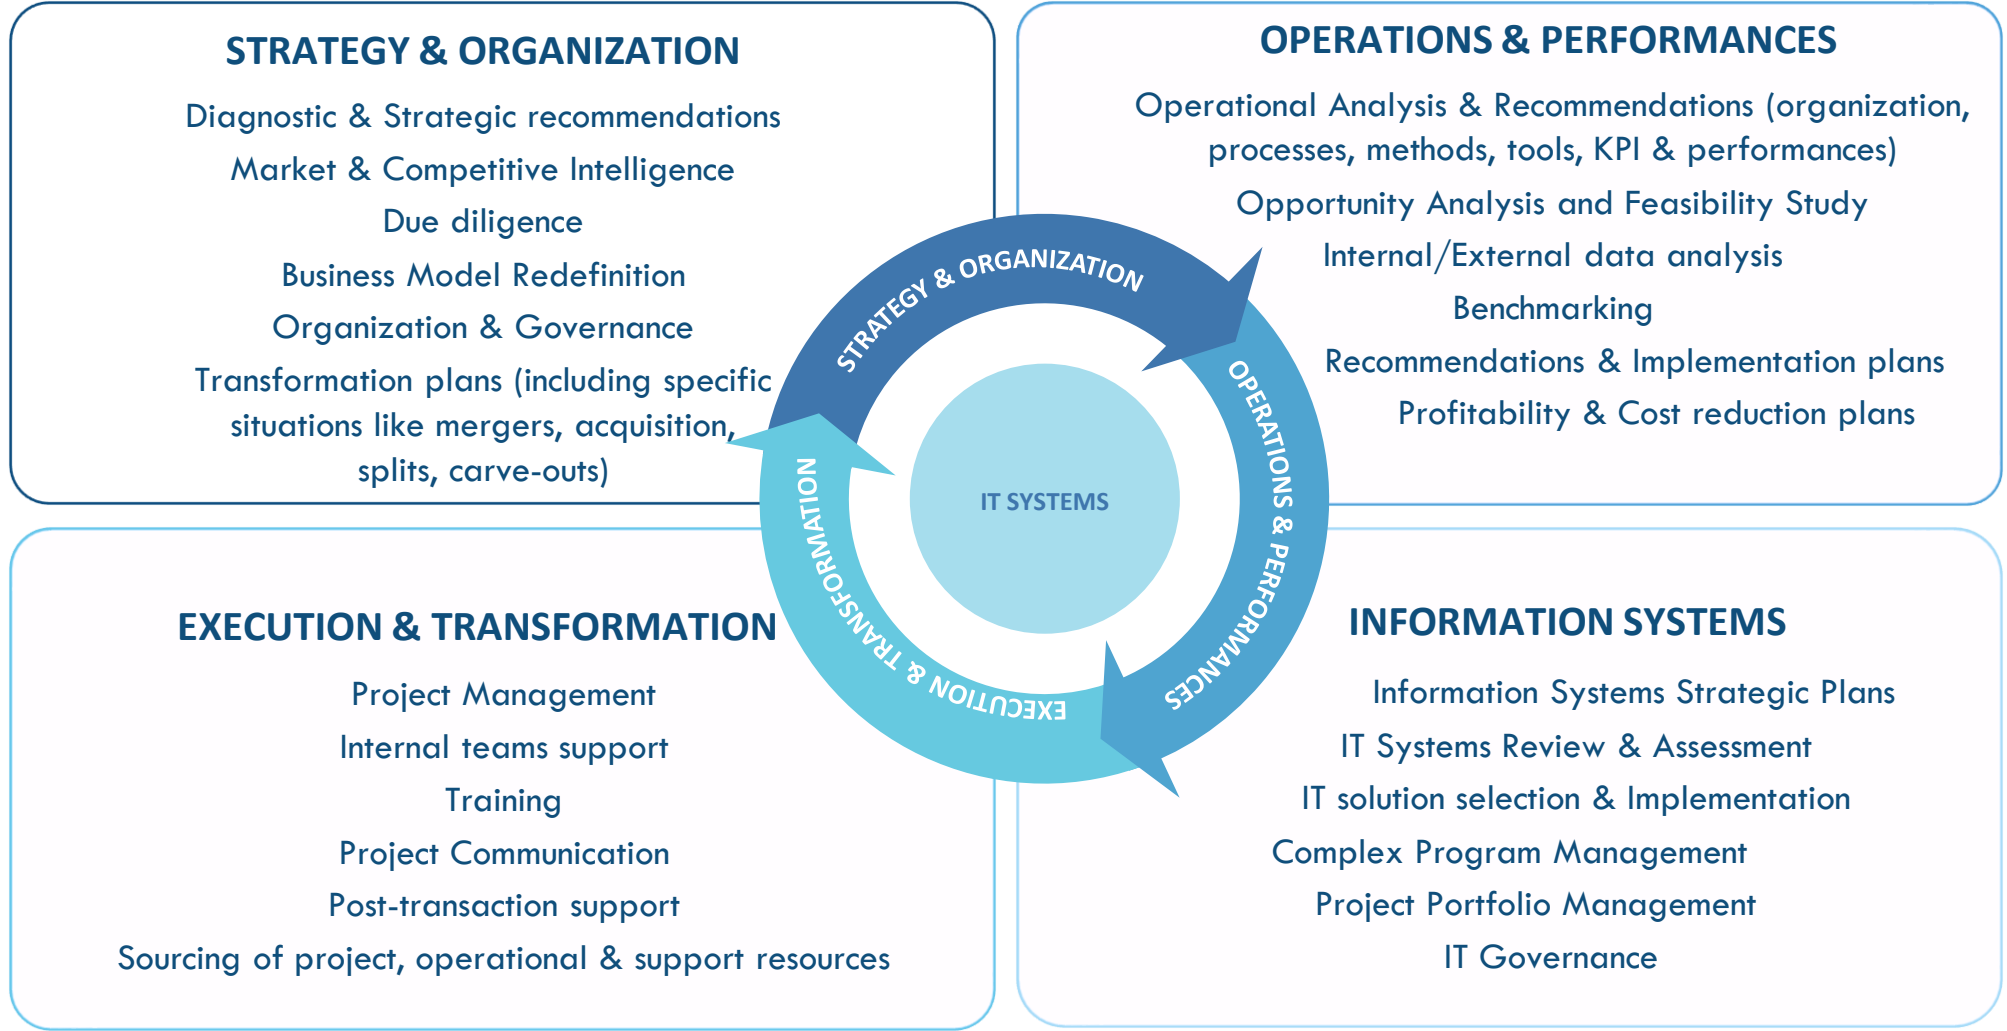 STRATEGY & ORGANIZATION
Diagnostic & Strategic recommendations
Market & Competitive Intelligence
Due diligence
Business Model Redefinition
Organization & Governance
Transformation plans (including specific
situations like mergers, acquisition,
splits, carve-outs)
OPERATIONS & PERFORMANCES
Operational Analysis & Recommendations (organization,
processes, methods, tools, KPI & performances)
Opportunity Analysis and Feasibility Study
Internal/External data analysis
Benchmarking
Recommendations & Implementation plans
Profitability & Cost reduction plans
STRATEGY & ORGANIZATION
OPERATIONS & PERFORMANCES
EXECUTION & TRANSFORMATION
IT SYSTEMS
EXECUTION & TRANSFORMATION
Project Management
Internal teams support
Training
Project Communication
Post-transaction support
Sourcing of project, operational & support resources
INFORMATION SYSTEMS
Information Systems Strategic Plans
IT Systems Review & Assessment
IT solution selection & Implementation
Complex Program Management
Project Portfolio Management
IT Governance